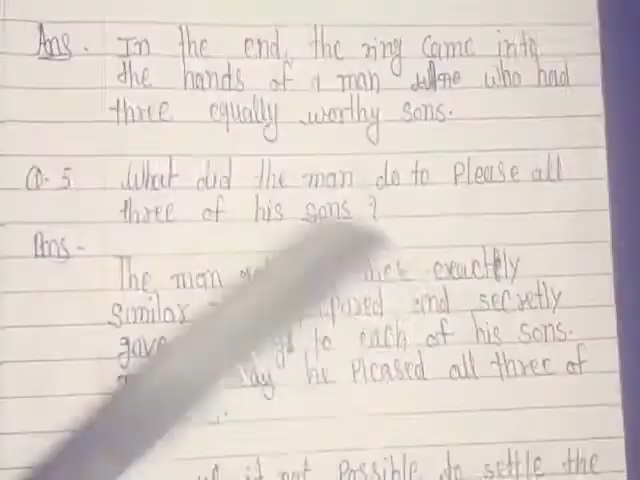 Ans. In the end, the ring came into
the hands of a man who had
three equally worthy sons.
Q.5 What did the man do to Please all
three of his sons ?
Ans -
The man exactly
similar and secretly
gave to each of his sons.
he Pleased all three of
it not Possible to settle the